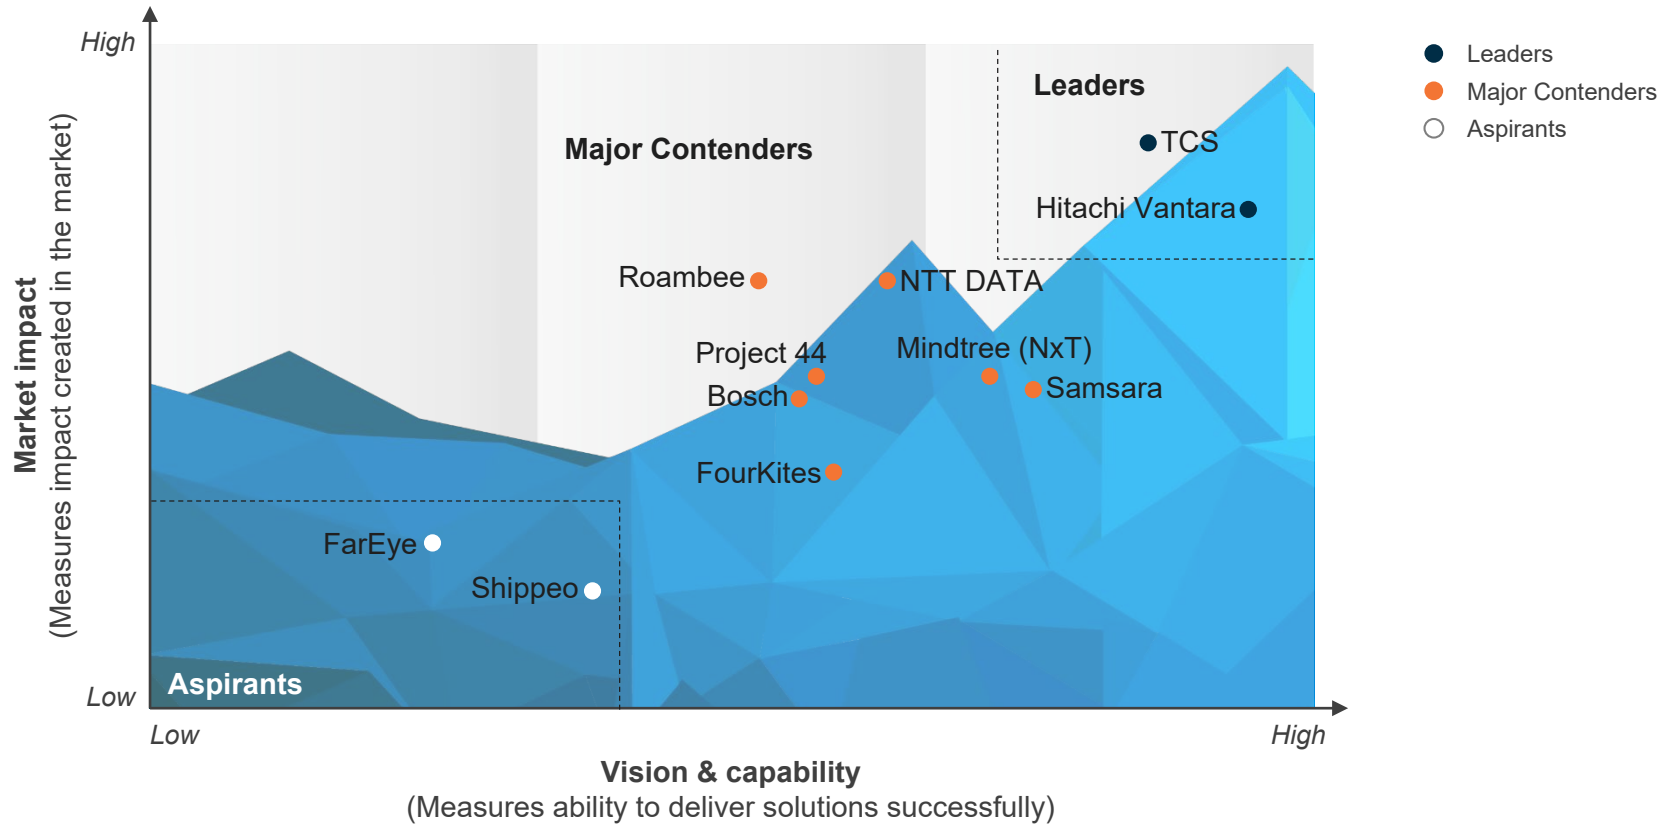 High
Leaders
Leaders
Major Contenders
Aspirants
Major Contenders
TCS
Hitachi Vantara
Roambee
NTT DATA
Project 44
Mindtree (NxT)
Bosch
Samsara
FourKites
FarEye
Shippeo
Aspirants
Market impact
(Measures impact created in the market)
Low
Low
High
Vision & capability
(Measures ability to deliver solutions successfully)